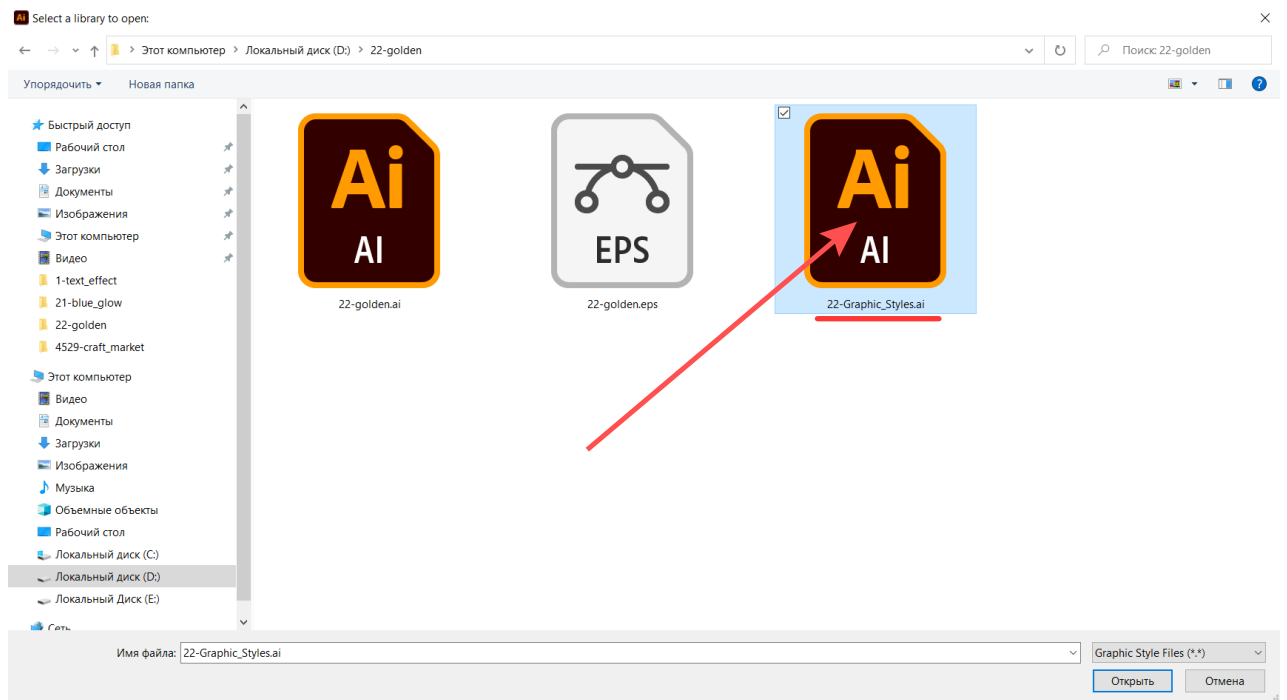 Ai Select a library to open:
Этот компьютер > Локальный диск (D:) > 22-golden
Поиск: 22-golden
Упорядочить
Новая папка
?
Быстрый доступ
Рабочий стол
Загрузки
Документы
Изображения
Этот компьютер
Видео
1-text_effect
21-blue_glow
22-golden
4529-craft_market
Этот компьютер
Видео
Документы
Загрузки
Изображения
Музыка
Объемные объекты
Рабочий стол
Локальный диск (C:)
Локальный диск (D:)
Локальный Диск (E:)
Сеть
Ai
AI
22-golden.ai
EPS
22-golden.eps
Ai
AI
22-Graphic_Styles.ai
Имя файла: 22-Graphic_Styles.ai
Graphic Style Files (*.*)
Открыть
Отмена